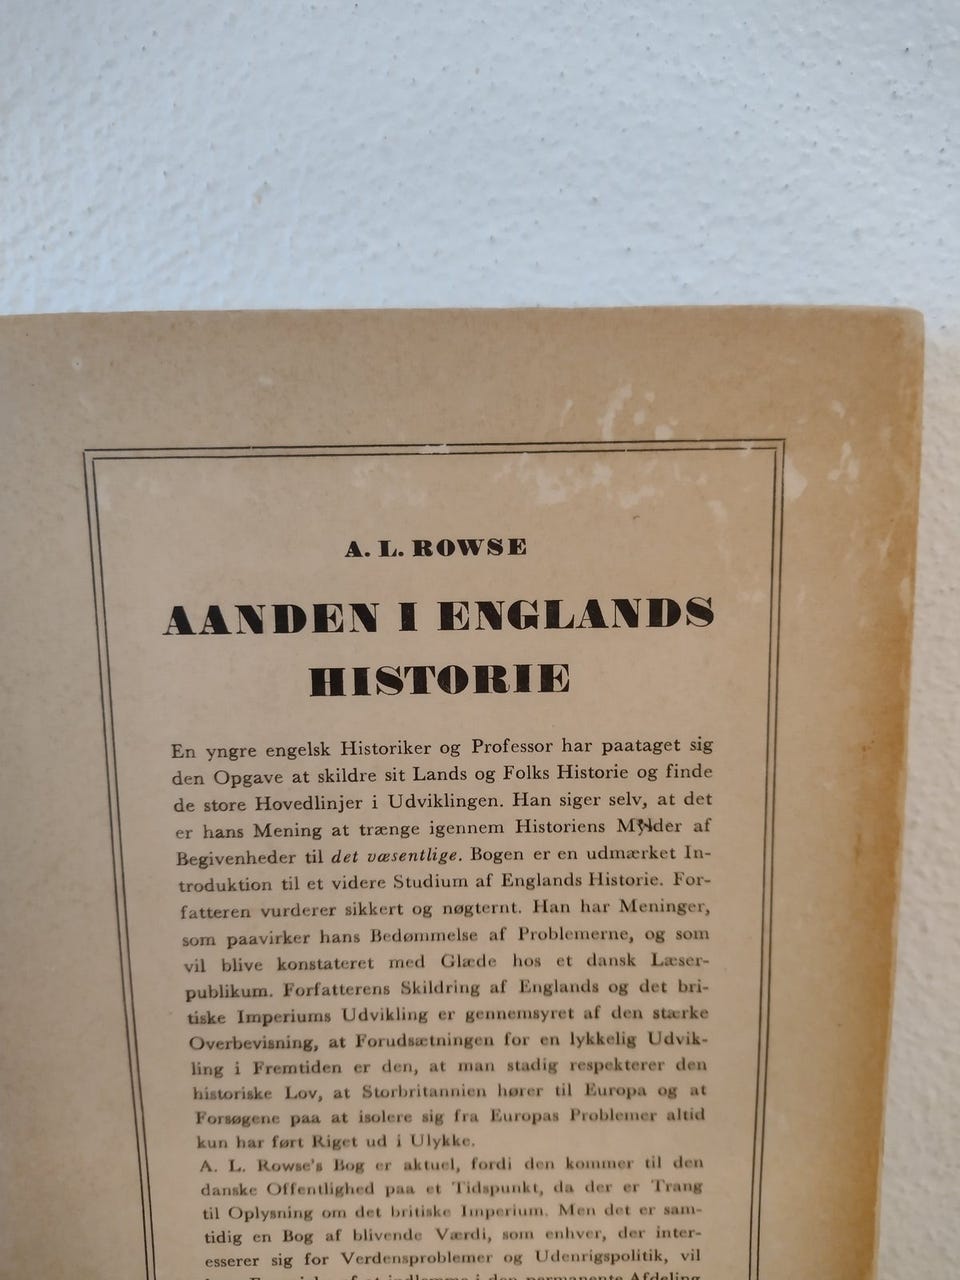 A. L. ROWSE
AANDEN I ENGLANDS
HISTORIE
En yngre engelsk Historiker og Professor har paataget sig
den Opgave at skildre sit Lands og Folks Historie og finde
de store Hovedlinjer i Udviklingen. Han siger selv, at det
er hans Mening at trænge igennem Historiens Mylder af
Begivenheder til det væsentlige. Bogen er en udmærket In-
troduktion til et videre Studium af Englands Historie. For-
fatteren vurderer sikkert og nøgternt. Han har Meninger,
som paavirker hans Bedømmelse af Problemerne, og som
vil blive konstateret med Glæde hos et dansk Læser-
publikum. Forfatterens Skildring af Englands og det bri-
tiske Imperiums Udvikling er gennemsyret af den stærke
Overbevisning, at Forudsætningen for en lykkelig Udvik-
ling i Fremtiden er den, at man stadig respekterer den
historiske Lov, at Storbritannien hører til Europa og at
Forsøgene paa at isolere sig fra Europas Problemer altid
kun har ført Riget ud i Ulykke.
A. L. Rowse's Bog er aktuel, fordi den kommer til den
danske Offentlighed paa et Tidspunkt, da der er Trang
til Oplysning om det britiske Imperium. Men det er sam-
tidig en Bog af blivende Værdi, som enhver, der inter-
esserer sig for Verdensproblemer og Udenrigspolitik, vil
i den permanente Afdeling